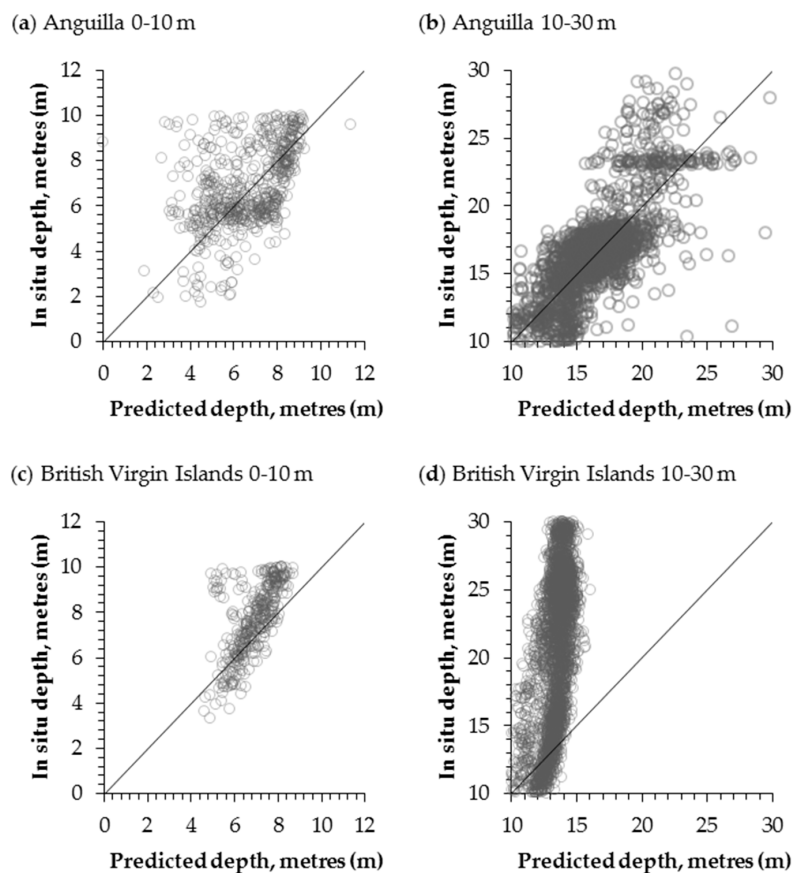 (a) Anguilla 0-10 m
(b) Anguilla 10-30 m
12
10
8
6
4
2
0
In situ depth, metres (m)
0 2 4 6 8 10 12
Predicted depth, metres (m)
30
25
20
15
10
In situ depth, metres (m)
10 15 20 25 30
Predicted depth, metres (m)
(c) British Virgin Islands 0-10 m
(d) British Virgin Islands 10-30 m
12
10
8
6
4
2
0
In situ depth, metres (m)
0 2 4 6 8 10 12
Predicted depth, metres (m)
30
25
20
15
10
In situ depth, metres (m)
10 15 20 25 30
Predicted depth, metres (m)